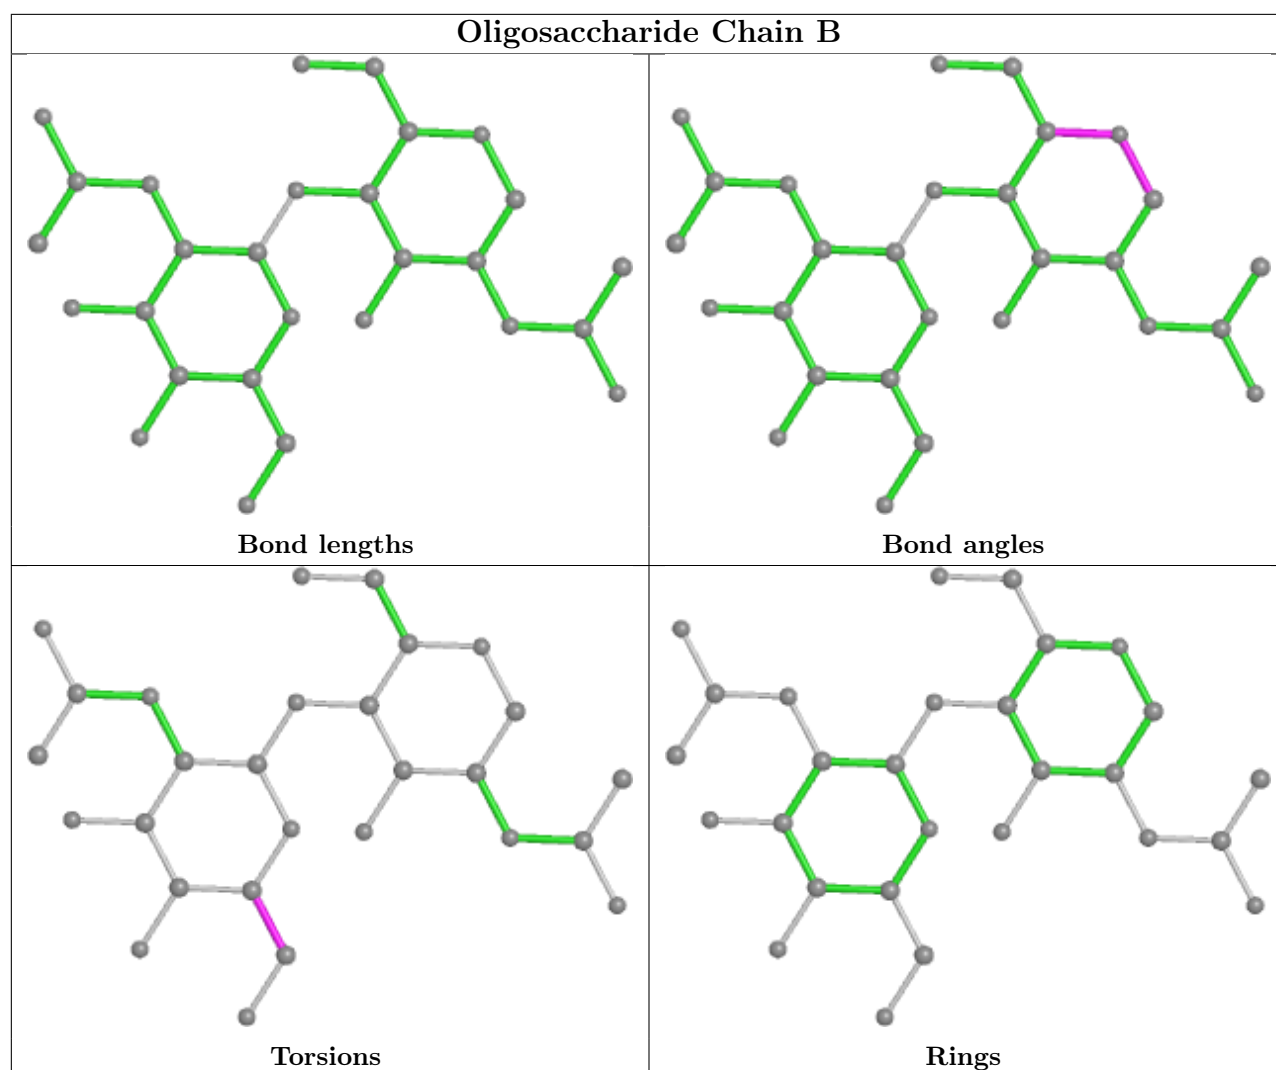 Oligosaccharide Chain B
Bond lengths
Bond angles
Torsions
Rings